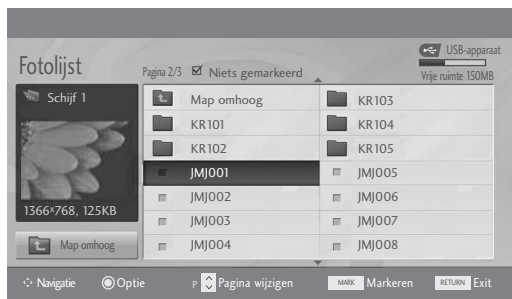 USB-apparaat
Fotolijst
Pagina 2/3 Niets gemarkeerd
Vrije ruimte 150MB
Schijf 1
1366×768, 125KB
Map omhoog
Map omhoog
KR101
KR102
JMJ001
JMJ002
JMJ003
JMJ004
KR103
KR104
KR105
JMJ005
JMJ006
JMJ007
JMJ008
Navigatie Optie P Pagina wijzigen MARK Markeren RETURN Exit